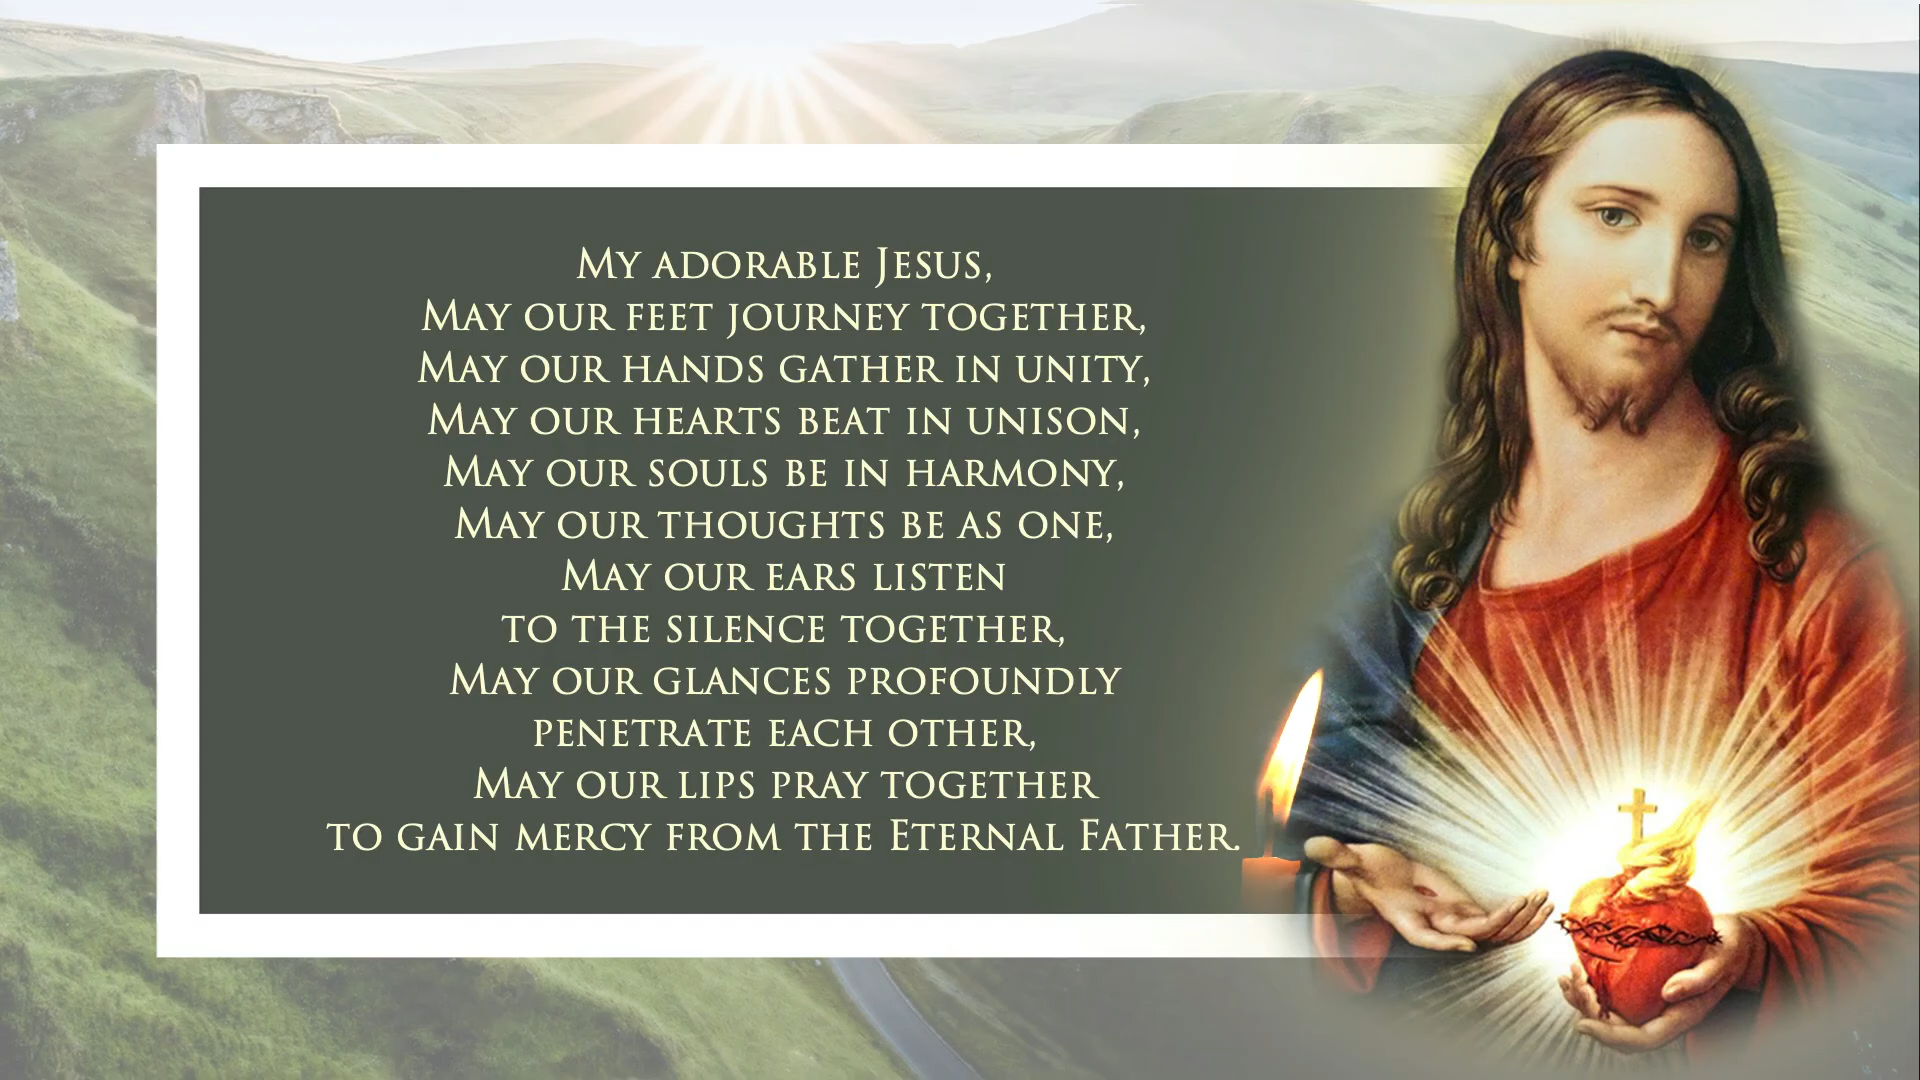 My adorable Jesus,
May our feet journey together,
May our hands gather in unity,
May our hearts beat in unison,
May our souls be in harmony,
May our thoughts be as one,
May our ears listen
to the silence together,
May our glances profoundly
penetrate each other,
May our lips pray together
to gain mercy from the Eternal Father.